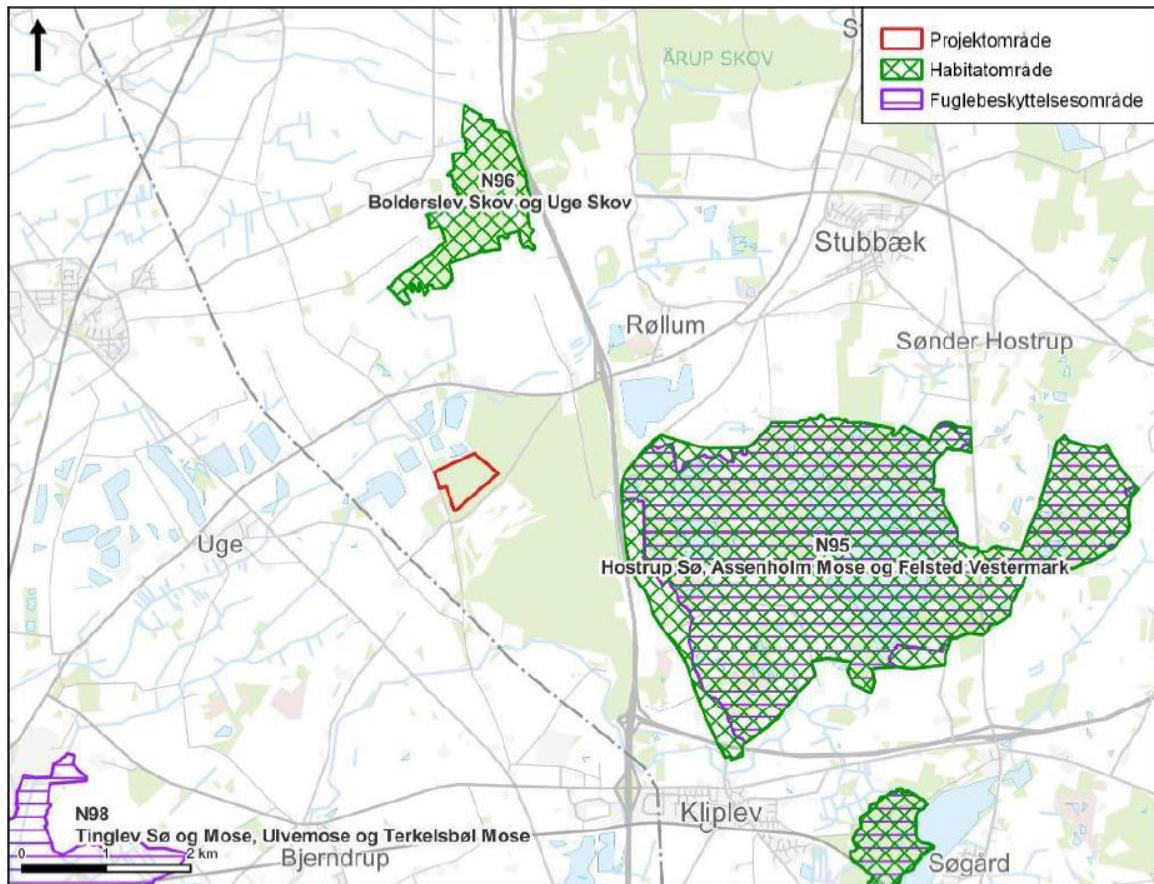 S
ÅRUP SKOV
Projektområde
Habitatområde
Fuglebeskyttelsesområde
N96
Bolderslev Skov og Uge Skov
Stubbæk
Røllum
Sønder Hostrup
Uge
N95
Hostrup Sø, Assenholm Mose og Felsted Vestermark
N98
Tinglev Sø og Mose, Ulvemose og Terkelsbøl Mose
0 1 2 km
Bjerndrup
Kliplev
Søgård